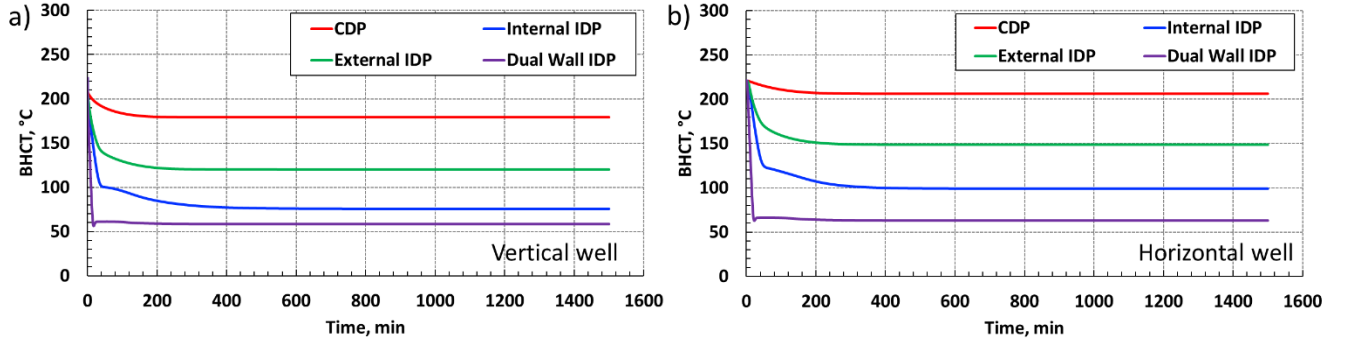 a)
300
250
200
150
100
50
0
BHCT, °C
CDP
Internal IDP
External IDP
Dual Wall IDP
Vertical well
0 200 400 600 800 1000 1200 1400 1600
Time, min
b)
300
250
200
150
100
50
0
BHCT, °C
CDP
Internal IDP
External IDP
Dual Wall IDP
Horizontal well
0 200 400 600 800 1000 1200 1400 1600
Time, min